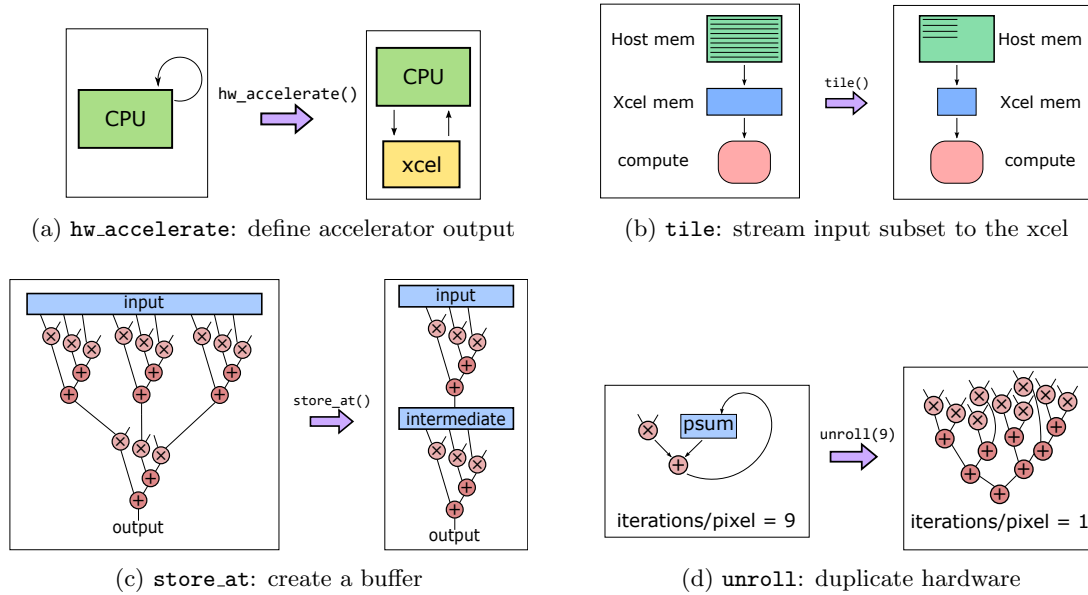 CPU
hw_accelerate()
CPU
xcel
(a) hw_accelerate: define accelerator output
Host mem
Xcel mem
compute
tile()
Host mem
Xcel mem
compute
(b) tile: stream input subset to the xcel
input
output
store_at()
input
intermediate
output
(c) store_at: create a buffer
psum
iterations/pixel = 9
unroll(9)
iterations/pixel = 1
(d) unroll: duplicate hardware